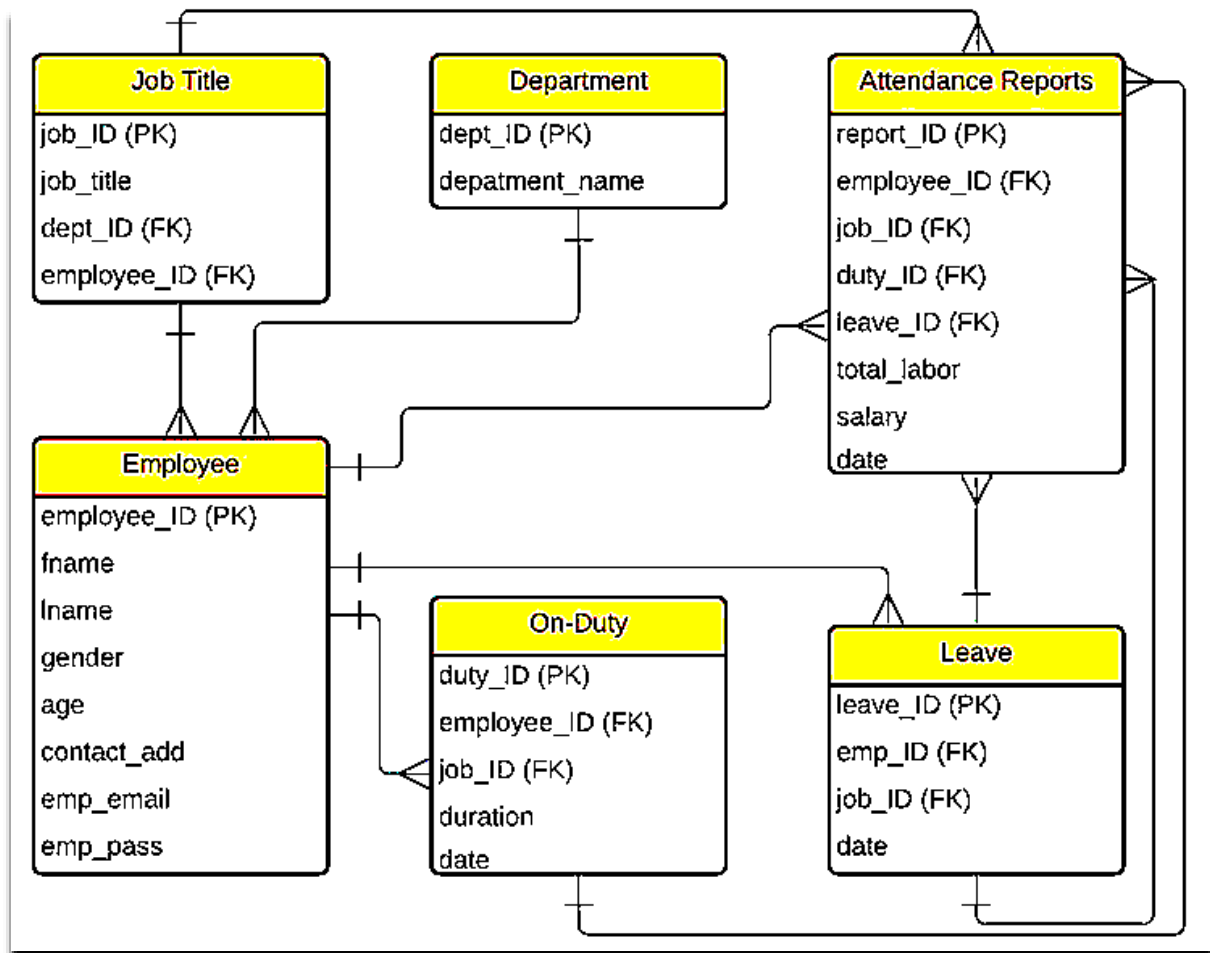 Job Title
job_ID (PK)
job_title
dept_ID (FK)
employee_ID (FK)
Department
dept_ID (PK)
depatment_name
Attendance Reports
report_ID (PK)
employee_ID (FK)
job_ID (FK)
duty_ID (FK)
leave_ID (FK)
total_labor
salary
date
Employee
employee_ID (PK)
fname
lname
gender
age
contact_add
emp_email
emp_pass
On-Duty
duty_ID (PK)
employee_ID (FK)
job_ID (FK)
duration
date
Leave
leave_ID (PK)
emp_ID (FK)
job_ID (FK)
date